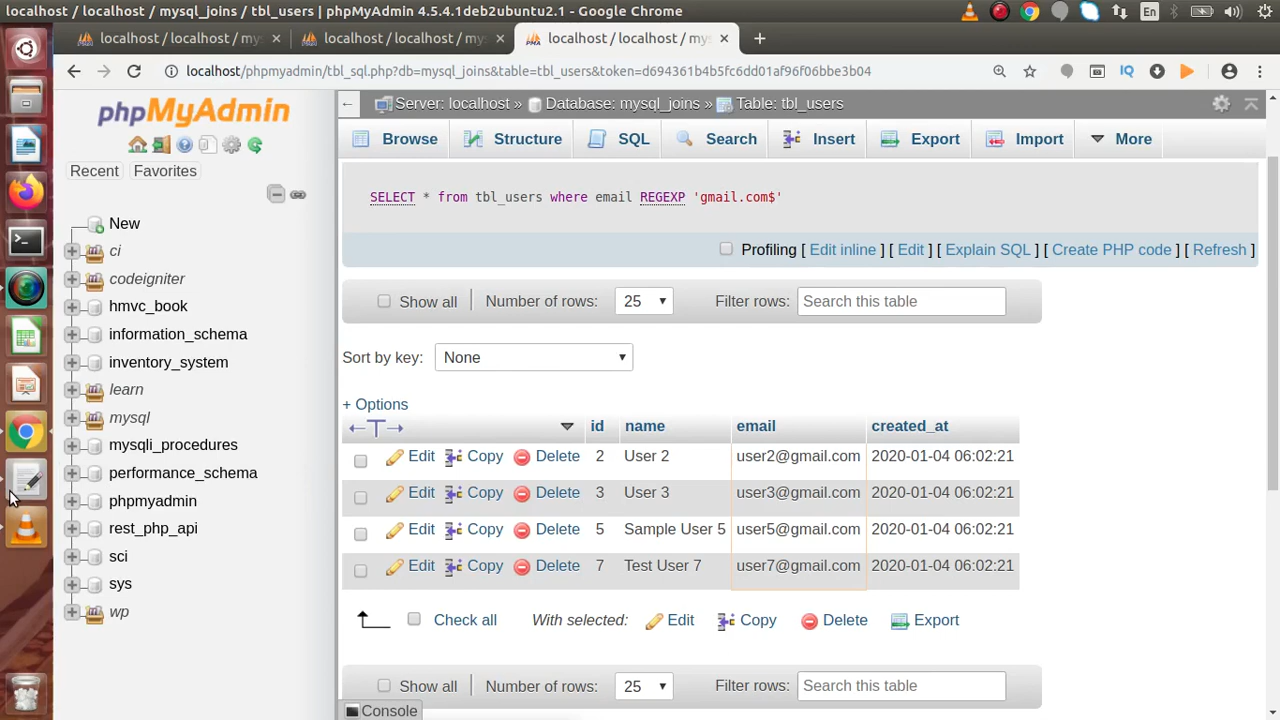 localhost / localhost / mysql_joins / tbl_users | phpMyAdmin 4.5.4.1deb2ubuntu2.1 - Google Chrome
En
localhost / localhost / my
localhost / localhost / my
localhost / localhost / my
localhost/phpmyadmin/tbl_sql.php?db=mysql_joins&table=tbl_users&token=d694361b4b5fc6dd01af96f06bbe3b04
IQ
phpMyAdmin
Recent
Favorites
New
ci
codeigniter
hmvc_book
information_schema
inventory_system
learn
mysql
mysqli_procedures
performance_schema
phpmyadmin
rest_php_api
sci
sys
wp
Server: localhost » Database: mysql_joins » Table: tbl_users
Browse Structure SQL Search Insert Export Import More
SELECT * from tbl_users where email REGEXP 'gmail.com$'
Profiling [ Edit inline ] [ Edit ] [ Explain SQL ] [ Create PHP code ] [ Refresh ]
Show all Number of rows: 25 Filter rows: Search this table
Sort by key: None
+ Options
id name email created_at
Edit Copy Delete 2 User 2 user2@gmail.com 2020-01-04 06:02:21
Edit Copy Delete 3 User 3 user3@gmail.com 2020-01-04 06:02:21
Edit Copy Delete 5 Sample User 5 user5@gmail.com 2020-01-04 06:02:21
Edit Copy Delete 7 Test User 7 user7@gmail.com 2020-01-04 06:02:21
Check all With selected: Edit Copy Delete Export
Show all Number of rows: 25 Filter rows: Search this table
Console